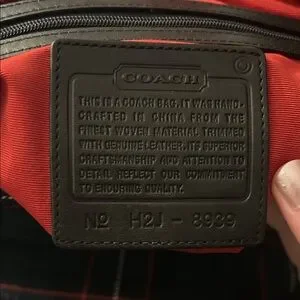 COACH
®
THIS IS A COACH BAG. IT WAS HAND-
CRAFTED IN CHINA FROM THE
FINEST WOVEN MATERIAL TRIMMED
WITH GENUINE LEATHER. ITS SUPERIOR
CRAFTSMANSHIP AND ATTENTION TO
DETAIL REFLECT OUR COMMITMENT
TO ENDURING QUALITY.
No H2J - 8939